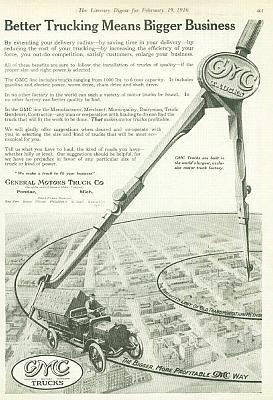 The Literary Digest for February 19, 1916
461
Better Trucking Means Bigger Business
By extending your delivery radius—by saving time in your delivery—by
reducing the cost of your trucking—by increasing the efficiency of your
force, you out-do competition, satisfy customers, enlarge your business.
All of these benefits are sure to follow the installation of trucks of quality—if the
proper size and right power is selected.
The GMC line includes trucks ranging from 1000 lbs. to 6 tons capacity. It includes
gasoline and electric power, worm drive, chain drive and shaft drive.
In no other factory in the world can such a variety of motor trucks be found. In
no other factory can better quality be had.
In the GMC line the Manufacturer, Merchant, Municipality, Dairyman, Truck
Gardener, Contractor—any man or corporation with hauling to do can find the
truck that will fit the work to be done. That makes motor trucks profitable.
We will gladly offer suggestions when desired and co-operate with
you in selecting the size and kind of trucks that will be most eco-
nomical for you.
Tell us what you have to haul, the kind of roads you have—
whether hilly or level. Our suggestions should be helpful, for
we have no prejudice in favor of any particular size of
truck or kind of power.
"We make a truck to fit your business"
GENERAL MOTORS TRUCK CO
Pontiac, Mich.
GMC
TRUCKS
GMC Trucks are built in
the world's largest, exclu-
sive motor truck factory.
THE BIGGER MORE PROFITABLE GMC WAY
GMC
TRUCKS